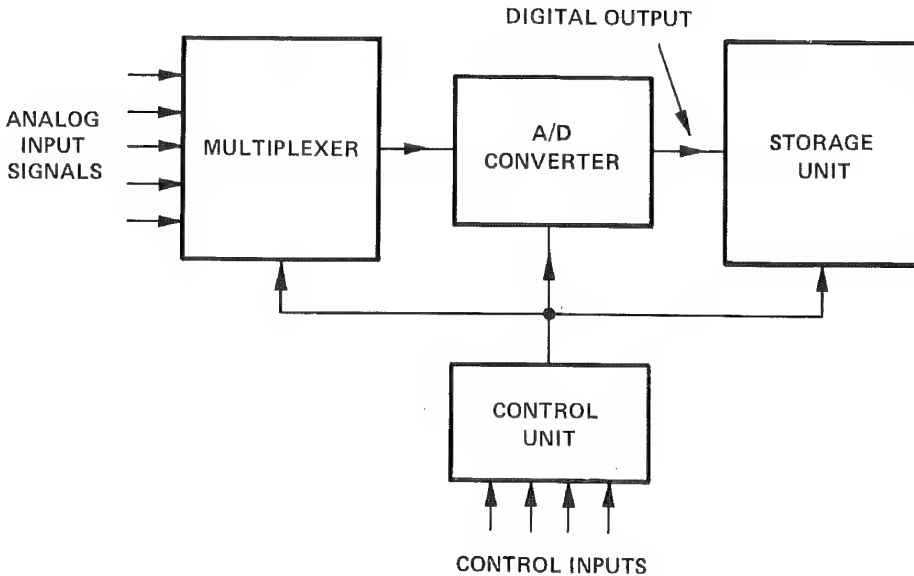 DIGITAL OUTPUT
ANALOG
INPUT
SIGNALS
MULTIPLEXER
A/D
CONVERTER
STORAGE
UNIT
CONTROL
UNIT
CONTROL INPUTS